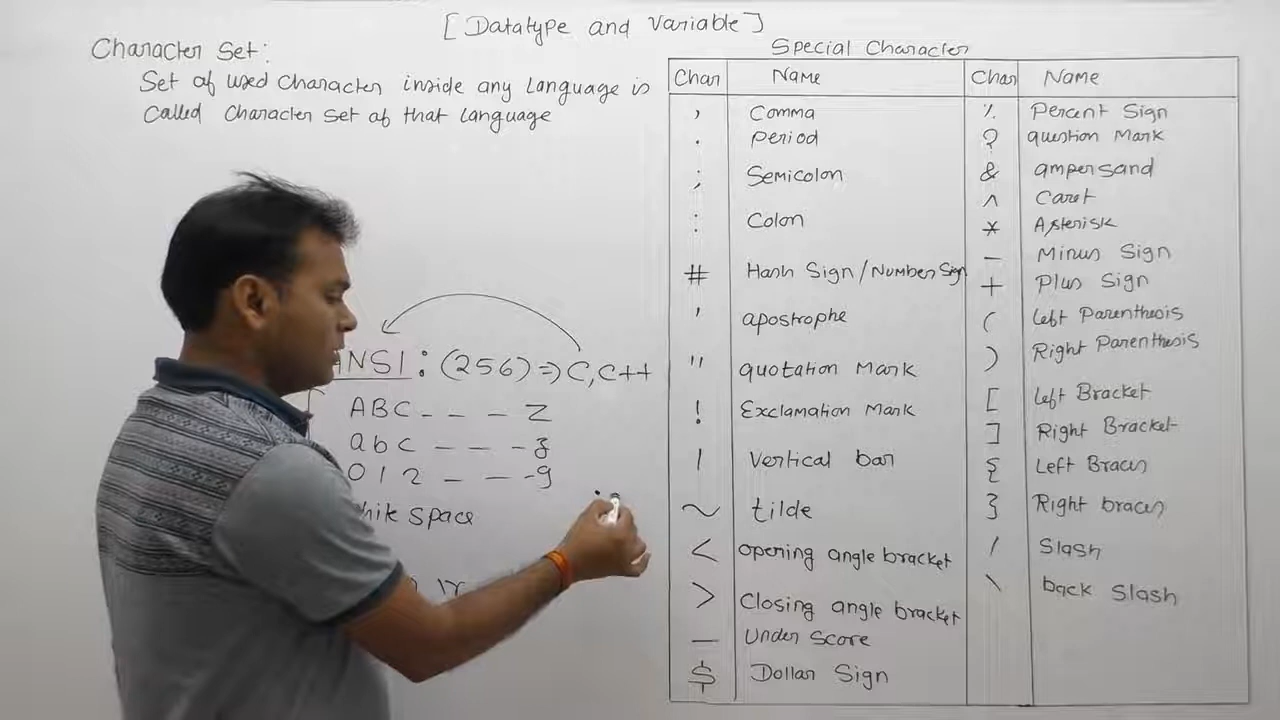 [Datatype and Variable]
Character Set:
Set of used Character inside any Language is
Called Character Set of that Language
ANSI : (256) => C, C++
ABC - - - Z
abc - - - z
012 - - - 9
Special Character
Char Name Char Name
, Comma % Percent Sign
. Period ? question Mark
; Semicolon & ampersand
: Colon ^ Caret
# Hash Sign/Number Sign * Asterisk
' apostrophe - Minus Sign
" quotation Mark + Plus Sign
! Exclamation Mark ( Left Parenthesis
| Vertical bar ) Right Parenthesis
~ tilde [ Left Bracket
< opening angle bracket ] Right Bracket
> Closing angle bracket { Left Braces
_ Under Score } Right braces
$ Dollar Sign / Slash
\ back Slash
space